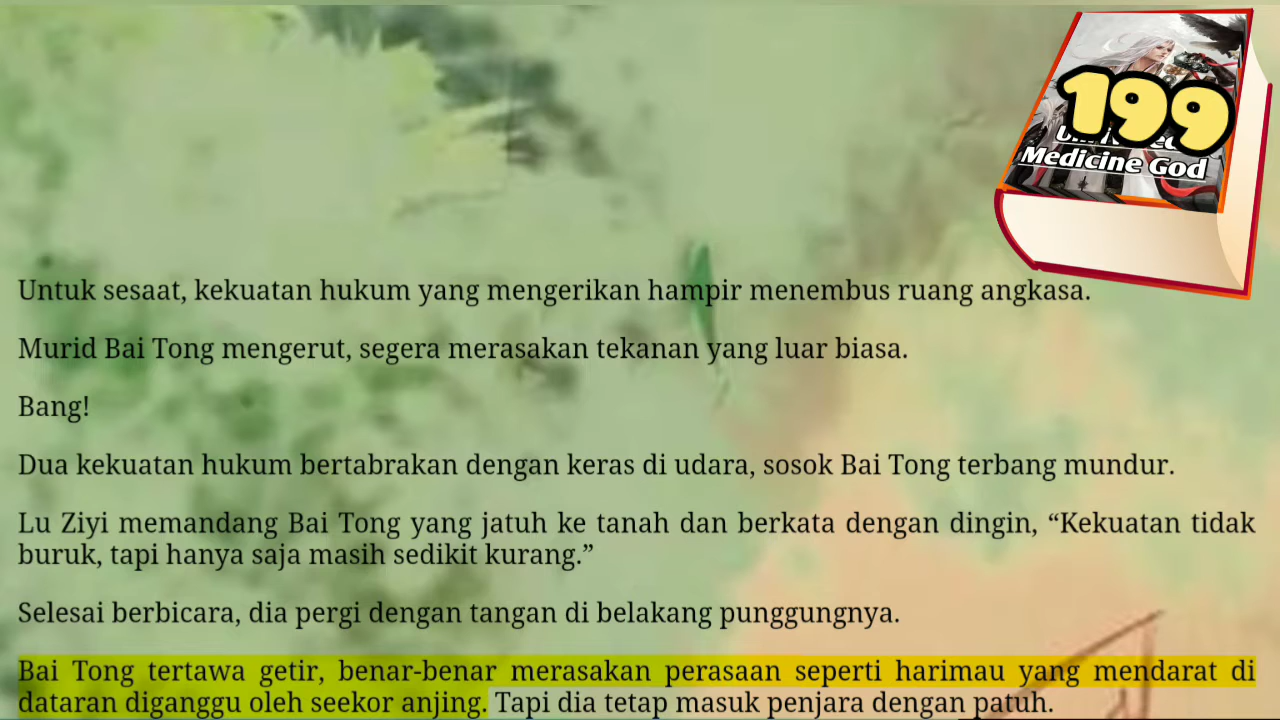 199
Medicine God
Untuk sesaat, kekuatan hukum yang mengerikan hampir menembus ruang angkasa.
Murid Bai Tong mengerut, segera merasakan tekanan yang luar biasa.
Bang!
Dua kekuatan hukum bertabrakan dengan keras di udara, sosok Bai Tong terbang mundur.
Lu Ziyi memandang Bai Tong yang jatuh ke tanah dan berkata dengan dingin, “Kekuatan tidak
buruk, tapi hanya saja masih sedikit kurang.”
Selesai berbicara, dia pergi dengan tangan di belakang punggungnya.
Bai Tong tertawa getir, benar-benar merasakan perasaan seperti harimau yang mendarat di
dataran diganggu oleh seekor anjing. Tapi dia tetap masuk penjara dengan patuh.